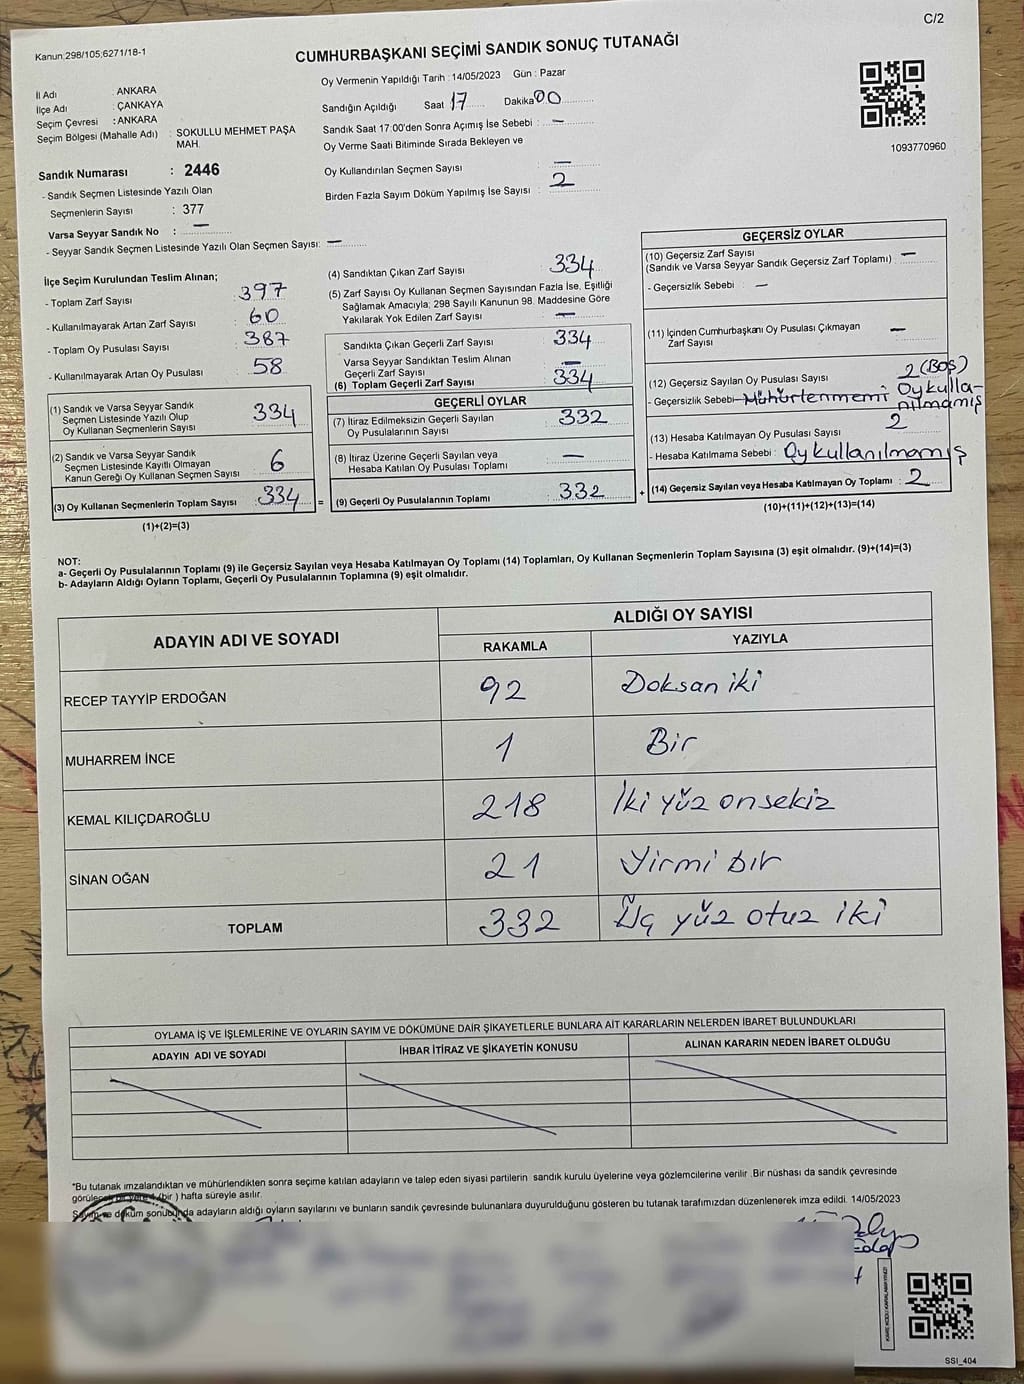 C/2
Kanun:298/105;6271/18-1
CUMHURBAŞKANI SEÇİMİ SANDIK SONUÇ TUTANAĞI
Oy Vermenin Yapıldığı Tarih : 14/05/2023 Gün : Pazar
İl Adı : ANKARA
İlçe Adı : ÇANKAYA
Seçim Çevresi : ANKARA
Seçim Bölgesi (Mahalle Adı) : SOKULLU MEHMET PAŞA
MAH.
Sandık Numarası : 2446
- Sandık Seçmen Listesinde Yazılı Olan
Seçmenlerin Sayısı : 377
Varsa Seyyar Sandık No : —
- Seyyar Sandık Seçmen Listesinde Yazılı Olan Seçmen Sayısı: —
Sandığın Açıldığı Saat 17 Dakika 00
Sandık Saat 17:00'den Sonra Açımış İse Sebebi : —
Oy Verme Saati Bitiminde Sırada Bekleyen ve
Oy Kullandırılan Seçmen Sayısı : —
Birden Fazla Sayım Döküm Yapılmış İse Sayısı : 2
1093770960
İlçe Seçim Kurulundan Teslim Alınan;
- Toplam Zarf Sayısı : 397
- Kullanılmayarak Artan Zarf Sayısı : 60
- Toplam Oy Pusulası Sayısı : 387
- Kullanılmayarak Artan Oy Pusulası : 58
(1) Sandık ve Varsa Seyyar Sandık
Seçmen Listesinde Yazılı Olup
Oy Kullanan Seçmenlerin Sayısı : 334
(2) Sandık ve Varsa Seyyar Sandık
Seçmen Listesinde Kayıtlı Olmayan
Kanun Gereği Oy Kullanan Seçmen Sayısı : 6
(3) Oy Kullanan Seçmenlerin Toplam Sayısı : 334 =
(1)+(2)=(3)
(4) Sandıktan Çıkan Zarf Sayısı : 334
(5) Zarf Sayısı Oy Kullanan Seçmen Sayısından Fazla İse, Eşitliği
Sağlamak Amacıyla; 298 Sayılı Kanunun 98. Maddesine Göre
Yakılarak Yok Edilen Zarf Sayısı : —
Sandıkta Çıkan Geçerli Zarf Sayısı : 334
Varsa Seyyar Sandıktan Teslim Alınan
Geçerli Zarf Sayısı : —
(6) Toplam Geçerli Zarf Sayısı : 334
GEÇERLİ OYLAR
(7) İtiraz Edilmeksizin Geçerli Sayılan
Oy Pusulalarının Sayısı : 332
(8) İtiraz Üzerine Geçerli Sayılan veya
Hesaba Katılan Oy Pusulası Toplamı : —
(9) Geçerli Oy Pusulalarının Toplamı : 332 +
GEÇERSİZ OYLAR
(10) Geçersiz Zarf Sayısı
(Sandık ve Varsa Seyyar Sandık Geçersiz Zarf Toplamı) : —
- Geçersizlik Sebebi : —
(11) İçinden Cumhurbaşkanı Oy Pusulası Çıkmayan
Zarf Sayısı : —
(12) Geçersiz Sayılan Oy Pusulası Sayısı : 2 (BOŞ)
- Geçersizlik Sebebi Mühürlenmemi Oy kulla-
nılmamış
(13) Hesaba Katılmayan Oy Pusulası Sayısı : 2
- Hesaba Katılmama Sebebi : Oy kullanılmamış
(14) Geçersiz Sayılan veya Hesaba Katılmayan Oy Toplamı : 2
(10)+(11)+(12)+(13)=(14)
NOT:
a- Geçerli Oy Pusulalarının Toplamı (9) ile Geçersiz Sayılan veya Hesaba Katılmayan Oy Toplamı (14) Toplamları, Oy Kullanan Seçmenlerin Toplam Sayısına (3) eşit olmalıdır. (9)+(14)=(3)
b- Adayların Aldığı Oyların Toplamı, Geçerli Oy Pusulalarının Toplamına (9) eşit olmalıdır.
ADAYIN ADI VE SOYADI
ALDIĞI OY SAYISI
RAKAMLA YAZIYLA
RECEP TAYYİP ERDOĞAN 92 Doksan iki
MUHARREM İNCE 1 Bir
KEMAL KILIÇDAROĞLU 218 İki yüz onsekiz
SİNAN OĞAN 21 Yirmi bir
TOPLAM 332 Üç yüz otuz iki
OYLAMA İŞ VE İŞLEMLERİNE VE OYLARIN SAYIM VE DÖKÜMÜNE DAİR ŞİKAYETLERLE BUNLARA AİT KARARLARIN NELERDEN İBARET BULUNDUKLARI
ADAYIN ADI VE SOYADI İHBAR İTİRAZ VE ŞİKAYETİN KONUSU ALINAN KARARIN NEDEN İBARET OLDUĞU
*Bu tutanak imzalandıktan ve mühürlendikten sonra seçime katılan adayların ve talep eden siyasi partilerin sandık kurulu üyelerine veya gözlemcilerine verilir .Bir nüshası da sandık çevresinde
görülecek bir yere 1 (bir ) hafta süreyle asılır.
Sayım ve döküm sonucunda adayların aldığı oyların sayılarını ve bunların sandık çevresinde bulunanlara duyurulduğunu gösteren bu tutanak tarafımızdan düzenlenerek imza edildi. 14/05/2023
SSI_404